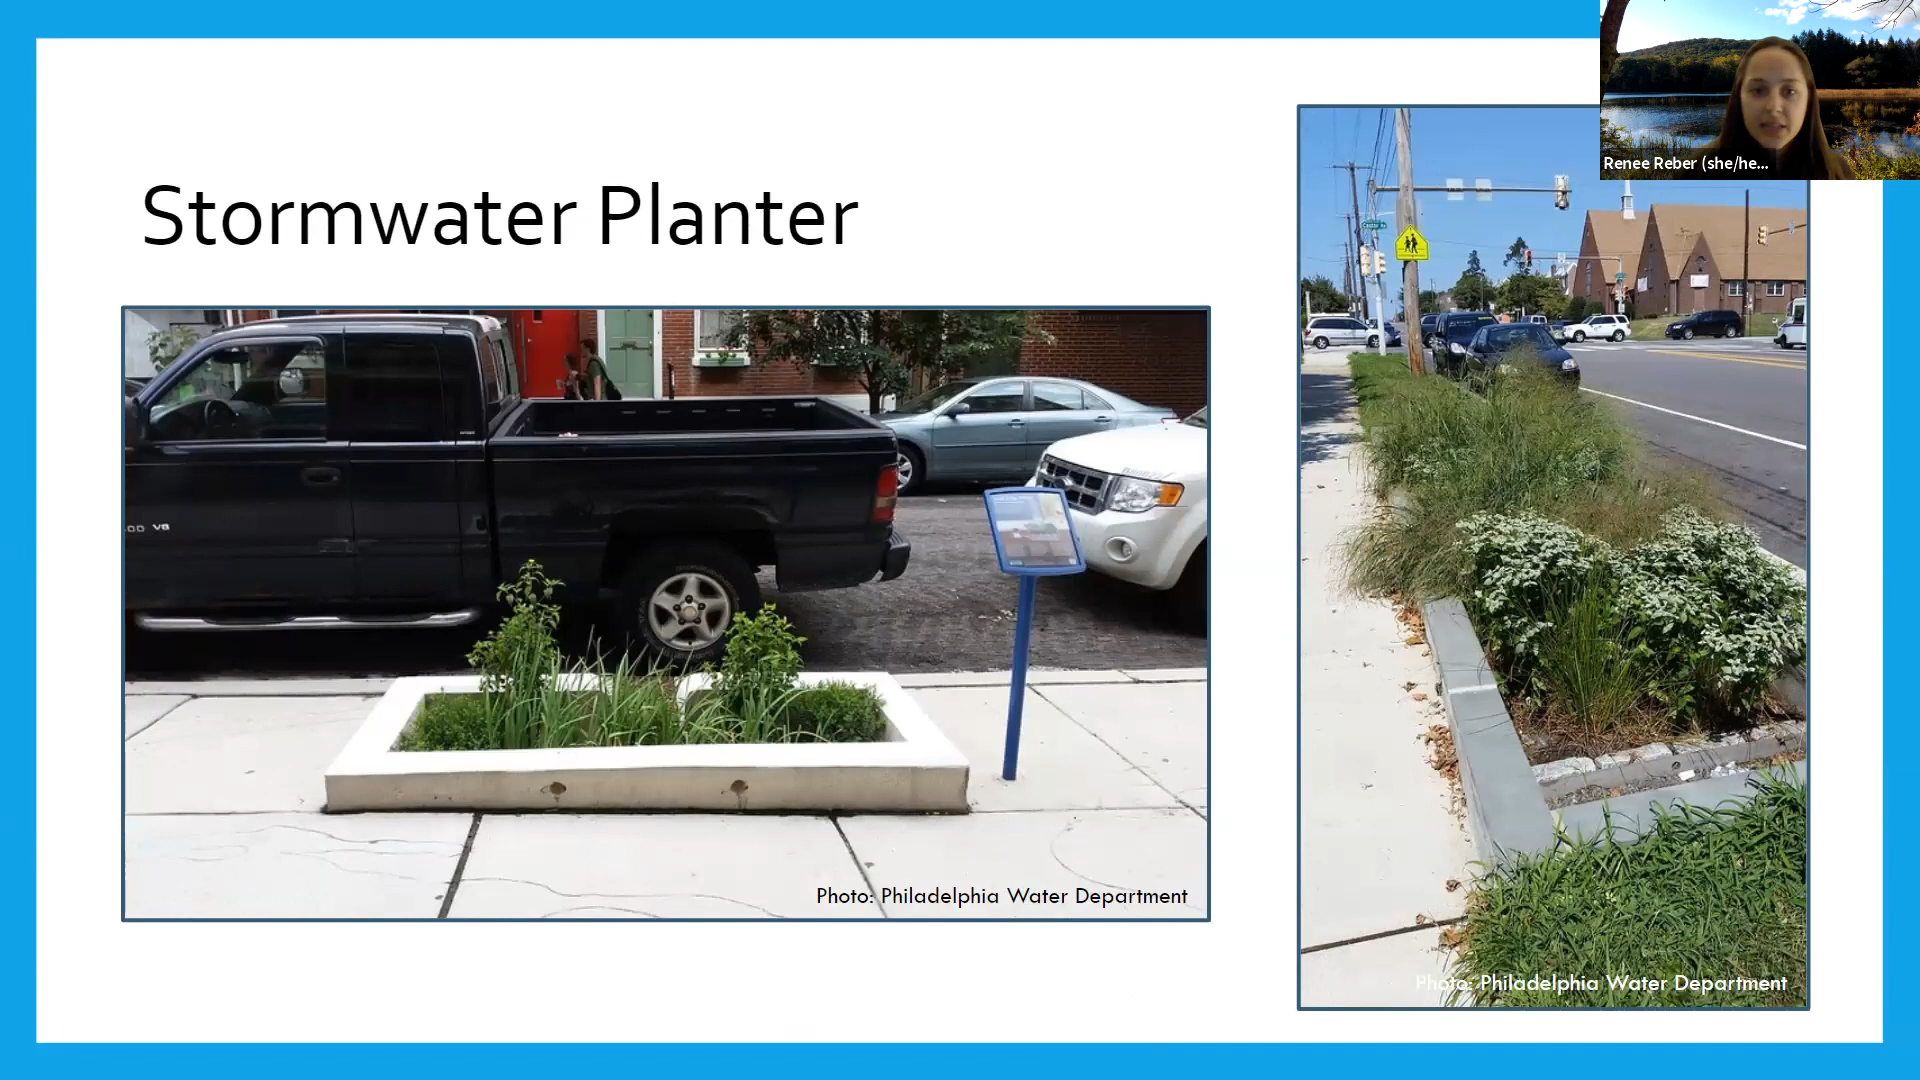 Renee Reber (she/he...
Stormwater Planter
Photo: Philadelphia Water Department
Photo: Philadelphia Water Department